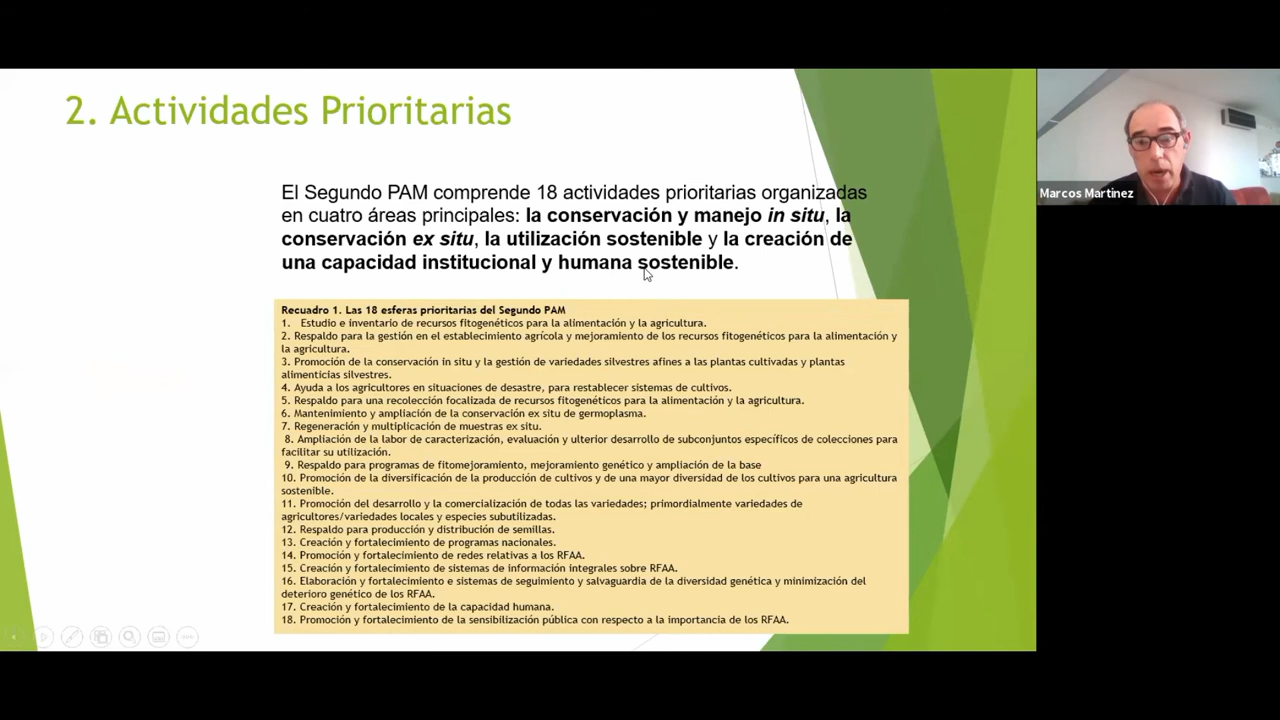 2. Actividades Prioritarias
El Segundo PAM comprende 18 actividades prioritarias organizadas
en cuatro áreas principales: la conservación y manejo in situ, la
conservación ex situ, la utilización sostenible y la creación de
una capacidad institucional y humana sostenible.
Recuadro 1. Las 18 esferas prioritarias del Segundo PAM
1. Estudio e inventario de recursos fitogenéticos para la alimentación y la agricultura.
2. Respaldo para la gestión en el establecimiento agrícola y mejoramiento de los recursos fitogenéticos para la alimentación y
la agricultura.
3. Promoción de la conservación in situ y la gestión de variedades silvestres afines a las plantas cultivadas y plantas
alimenticias silvestres.
4. Ayuda a los agricultores en situaciones de desastre, para restablecer sistemas de cultivos.
5. Respaldo para una recolección focalizada de recursos fitogenéticos para la alimentación y la agricultura.
6. Mantenimiento y ampliación de la conservación ex situ de germoplasma.
7. Regeneración y multiplicación de muestras ex situ.
8. Ampliación de la labor de caracterización, evaluación y ulterior desarrollo de subconjuntos específicos de colecciones para
facilitar su utilización.
9. Respaldo para programas de fitomejoramiento, mejoramiento genético y ampliación de la base
10. Promoción de la diversificación de la producción de cultivos y de una mayor diversidad de los cultivos para una agricultura
sostenible.
11. Promoción del desarrollo y la comercialización de todas las variedades; primordialmente variedades de
agricultores/variedades locales y especies subutilizadas.
12. Respaldo para producción y distribución de semillas.
13. Creación y fortalecimiento de programas nacionales.
14. Promoción y fortalecimiento de redes relativas a los RFAA.
15. Creación y fortalecimiento de sistemas de información integrales sobre RFAA.
16. Elaboración y fortalecimiento e sistemas de seguimiento y salvaguardia de la diversidad genética y minimización del
deterioro genético de los RFAA.
17. Creación y fortalecimiento de la capacidad humana.
18. Promoción y fortalecimiento de la sensibilización pública con respecto a la importancia de los RFAA.
Marcos Martinez